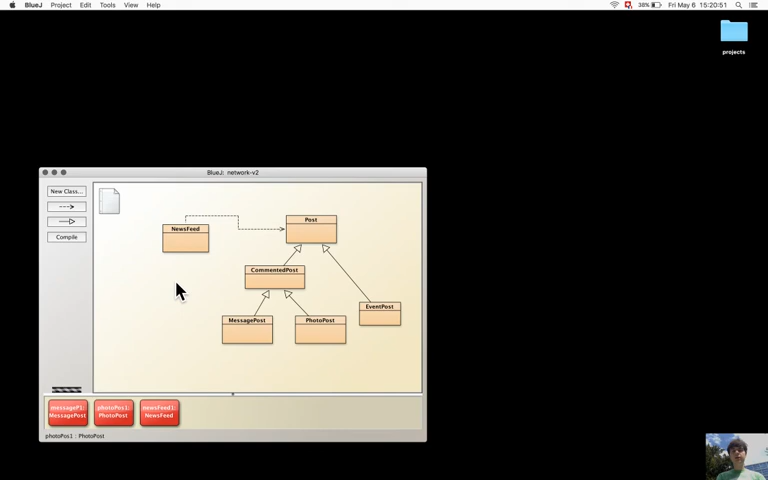 BlueJ Project Edit Tools View Help 38% Fri May 6 15:20:51
projects
BlueJ: network-v2
New Class...
Compile
NewsFeed
Post
CommentedPost
EventPost
MessagePost
PhotoPost
messageP1:
MessagePost
photoPos1:
PhotoPost
newsFeed1:
NewsFeed
photoPos1 : PhotoPost